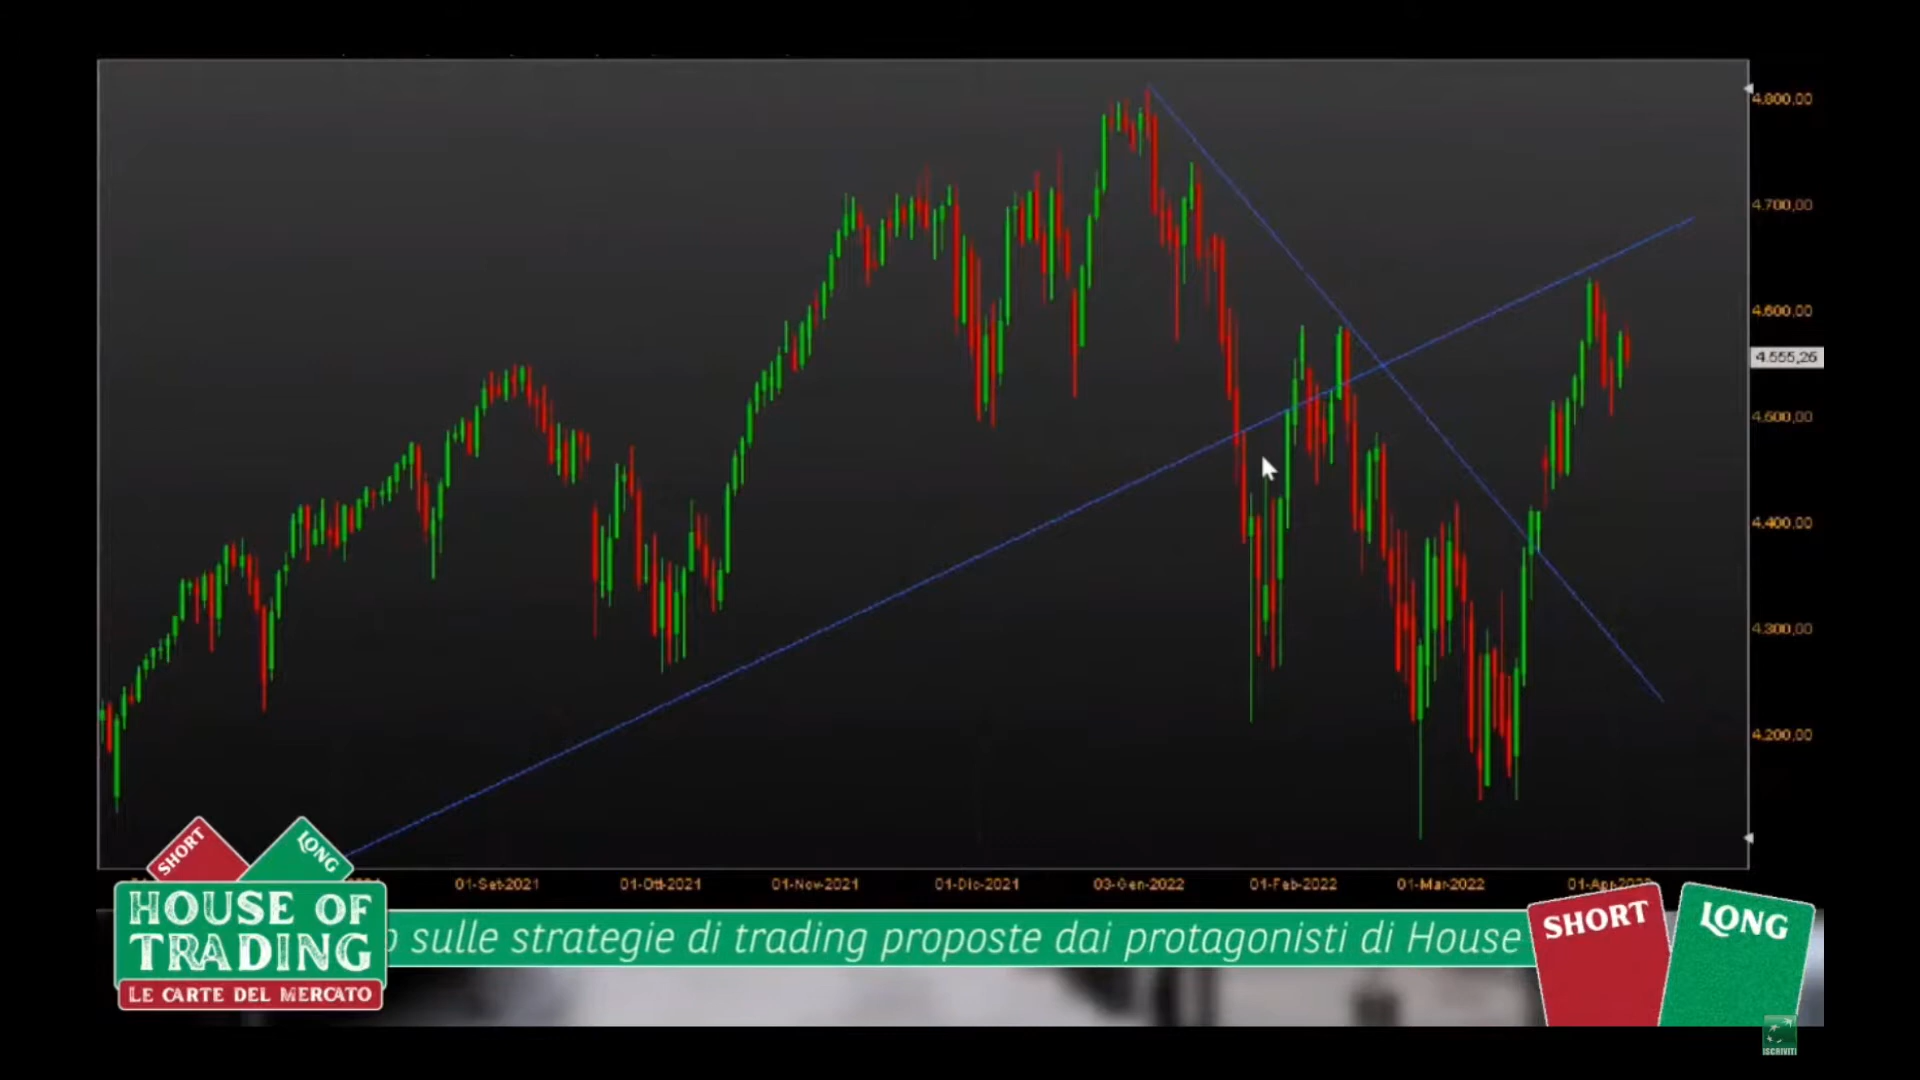 4.800,00
4.700,00
4.600,00
4.555,26
4.500,00
4.400,00
4.300,00
4.200,00
01-Set-2021
01-Ott-2021
01-Nov-2021
01-Dic-2021
03-Gen-2022
01-Feb-2022
01-Mar-2022
SHORT
LONG
HOUSE OF
TRADING
LE CARTE DEL MERCATO
sulle strategie di trading proposte dai protagonisti di House
SHORT
LONG
ISCRIVITI